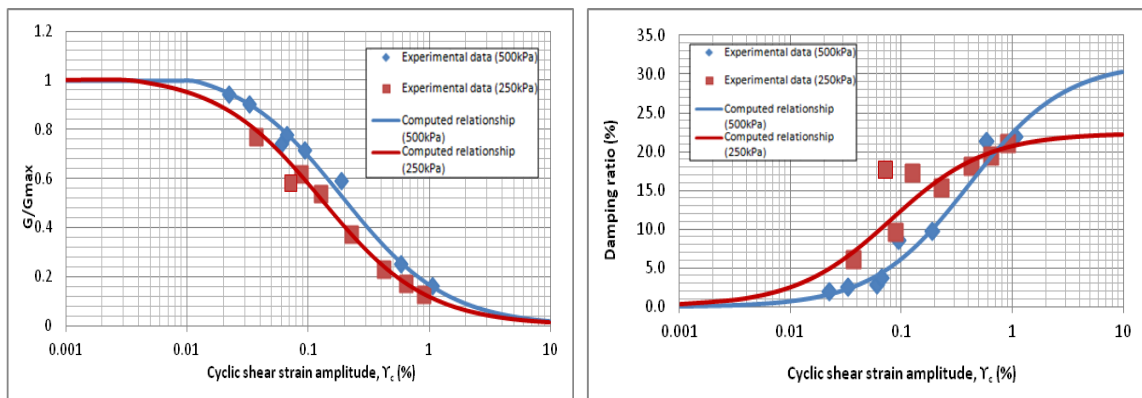 1.2
1
0.8
0.6
0.4
0.2
0
G/Gmax
0.001
0.01
0.1
1
10
Cyclic shear strain amplitude, ϒc (%)
Experimental data (500kPa)
Experimental data (250kPa)
Computed relationship
(500kPa)
Computed relationship
(250kPa)
35.0
30.0
25.0
20.0
15.0
10.0
5.0
0.0
Damping ratio (%)
0.001
0.01
0.1
1
10
Cyclic shear strain amplitude, ϒc (%)
Experimental data (500kPa)
Experimental data (250kPa)
Computed relationship
(500kPa)
Computed relationship
(250kPa)